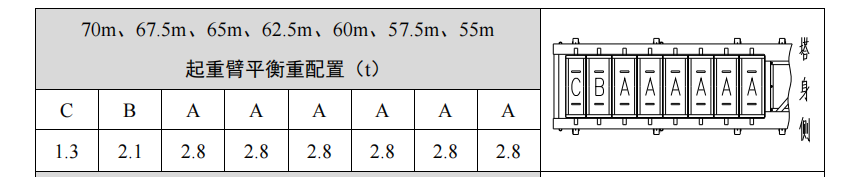 70m、67.5m、65m、62.5m、60m、57.5m、55m
起重臂平衡重配置（t）
C B A A A A A A
1.3 2.1 2.8 2.8 2.8 2.8 2.8 2.8
C B A A A A A A
塔身侧